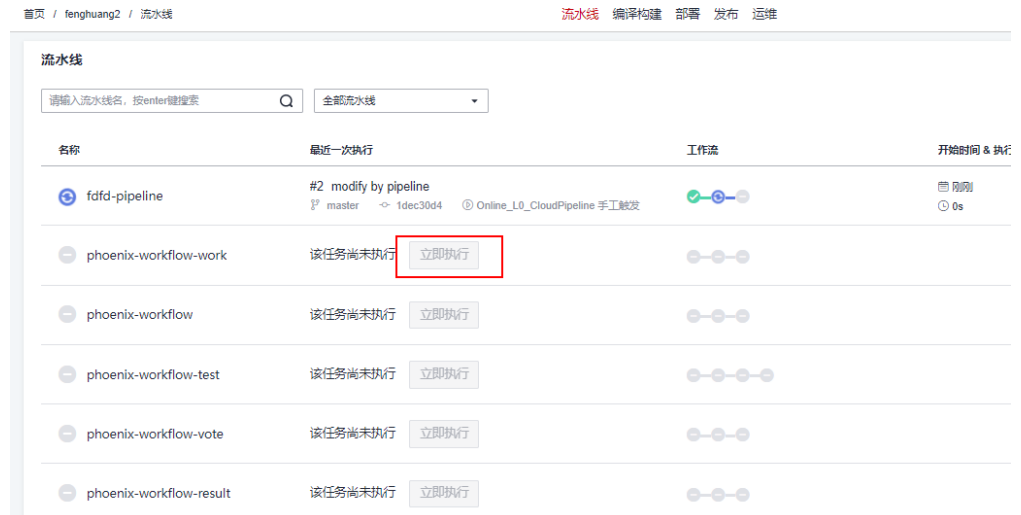 首页 / fenghuang2 / 流水线
流水线 编译构建 部署 发布 运维
流水线
请输入流水线名，按enter键搜索 全部流水线
名称 最近一次执行 工作流 开始时间 & 执行
fdfd-pipeline #2 modify by pipeline 刚刚
master 1dec30d4 Online_L0_CloudPipeline 手工触发 0s
phoenix-workflow-work 该任务尚未执行 立即执行
phoenix-workflow 该任务尚未执行 立即执行
phoenix-workflow-test 该任务尚未执行 立即执行
phoenix-workflow-vote 该任务尚未执行 立即执行
phoenix-workflow-result 该任务尚未执行 立即执行